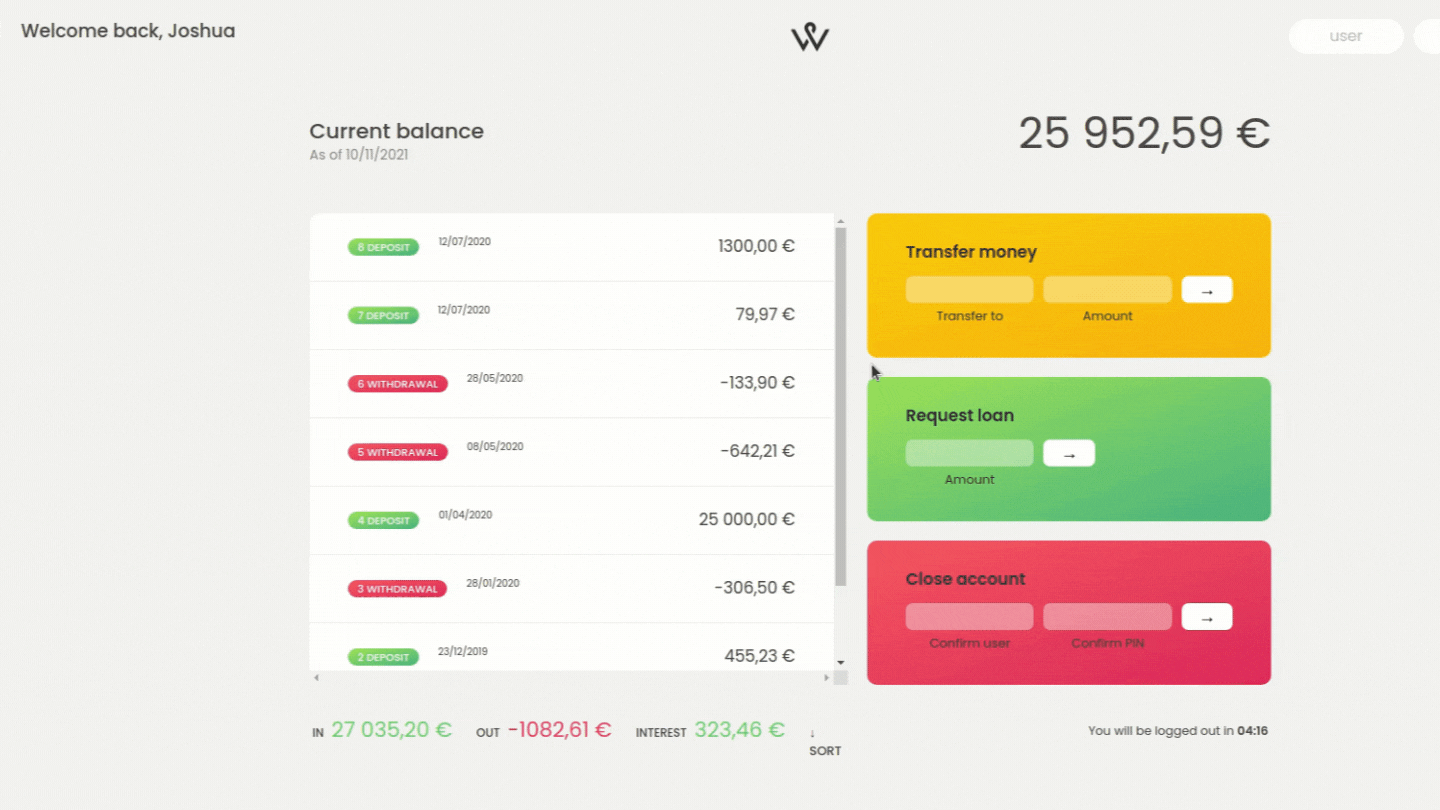 Welcome back, Joshua
user
Current balance
As of 10/11/2021
25 952,59 €
8 DEPOSIT 12/07/2020 1300,00 €
7 DEPOSIT 12/07/2020 79,97 €
6 WITHDRAWAL 28/05/2020 -133,90 €
5 WITHDRAWAL 08/05/2020 -642,21 €
4 DEPOSIT 01/04/2020 25 000,00 €
3 WITHDRAWAL 28/01/2020 -306,50 €
2 DEPOSIT 23/12/2019 455,23 €
Transfer money
→
Transfer to Amount
Request loan
→
Amount
Close account
→
Confirm user Confirm PIN
IN 27 035,20 € OUT -1082,61 € INTEREST 323,46 € ↓
SORT
You will be logged out in 04:16